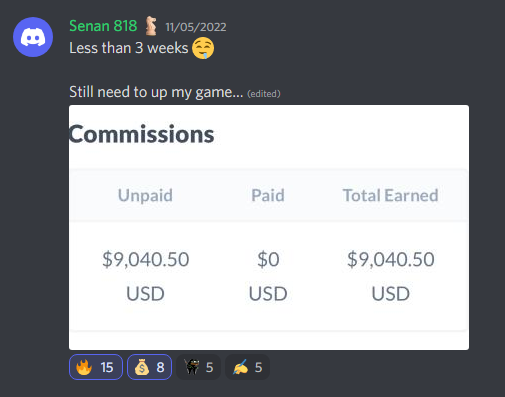 Senan 818 11/05/2022
Less than 3 weeks 🤤
Still need to up my game... (edited)
Commissions
Unpaid Paid Total Earned
$9,040.50 $0 $9,040.50
USD USD USD
🔥 15 💰 8 5 ✍ 5